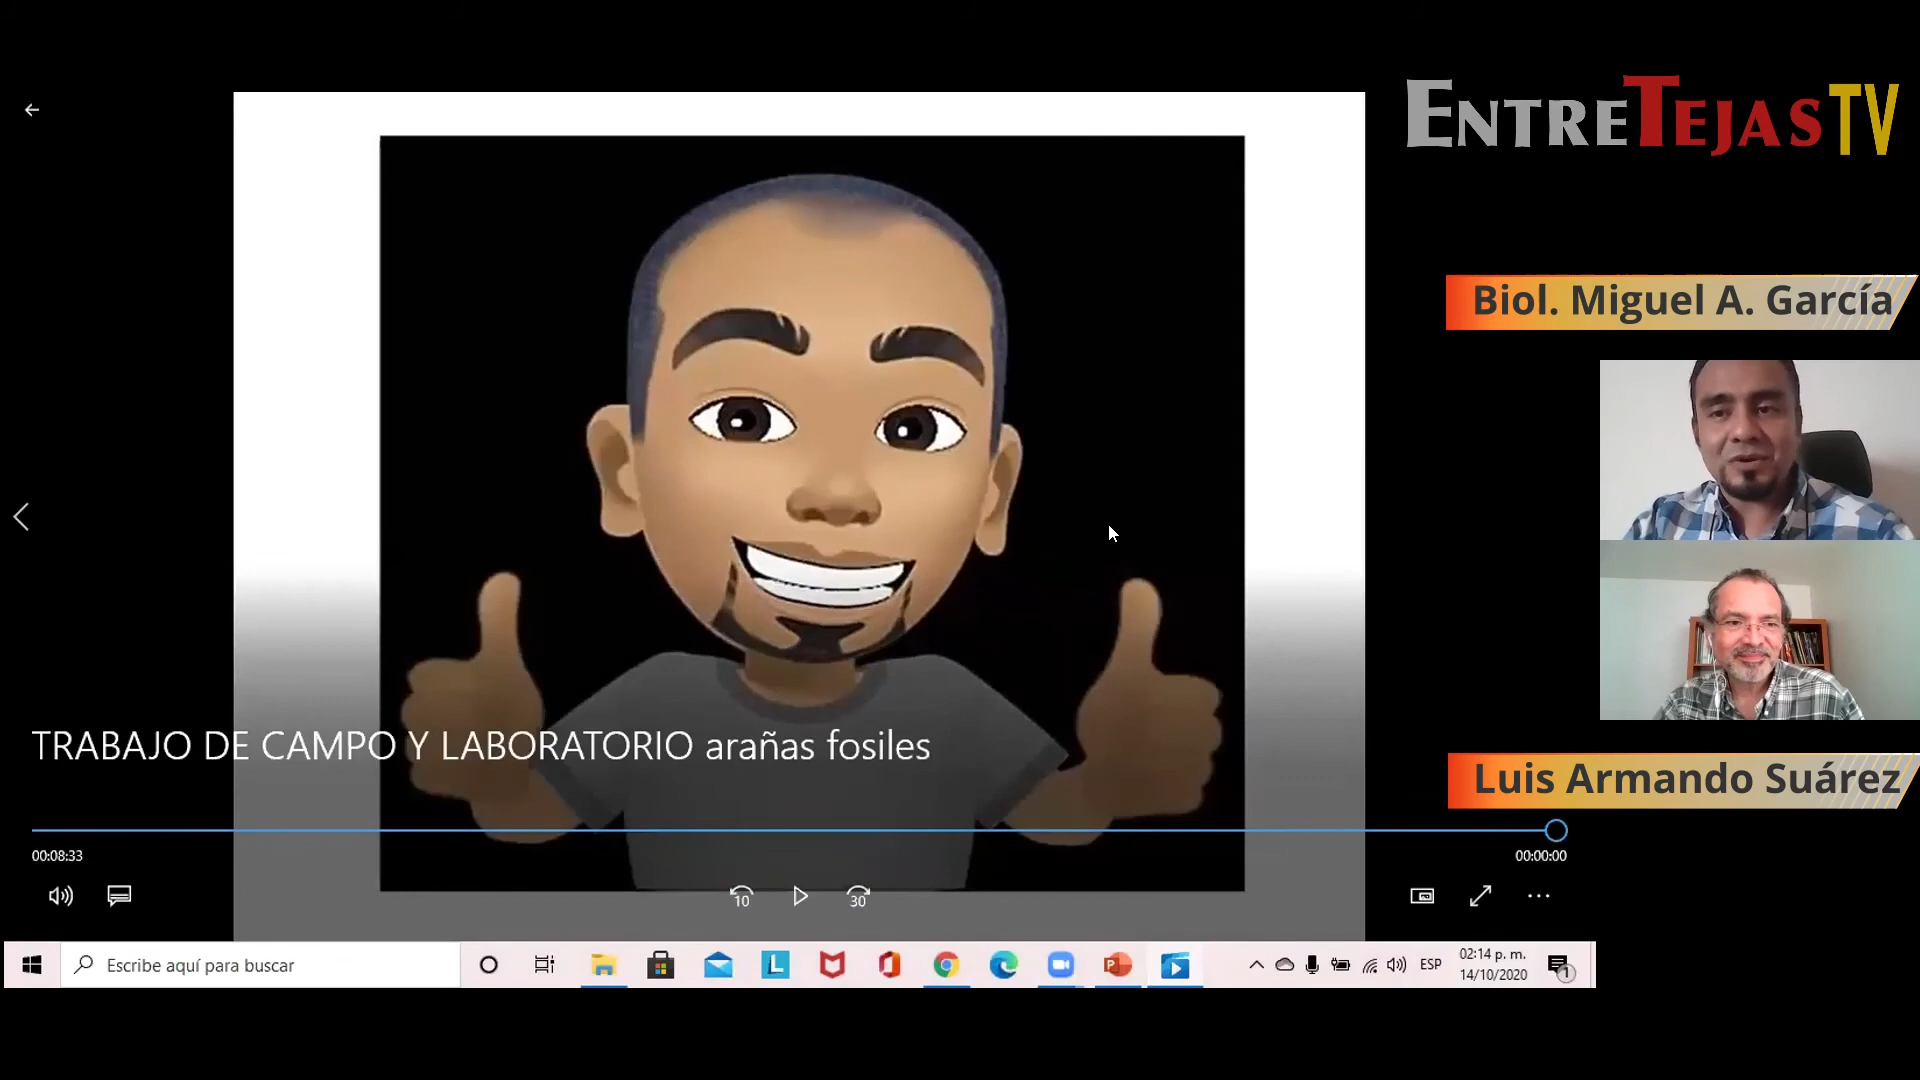 ENTRETEJASTV
Biol. Miguel A. García
Luis Armando Suárez
TRABAJO DE CAMPO Y LABORATORIO arañas fosiles
00:08:33
00:00:00
10
30
Escribe aquí para buscar
ESP
02:14 p. m.
14/10/2020
1